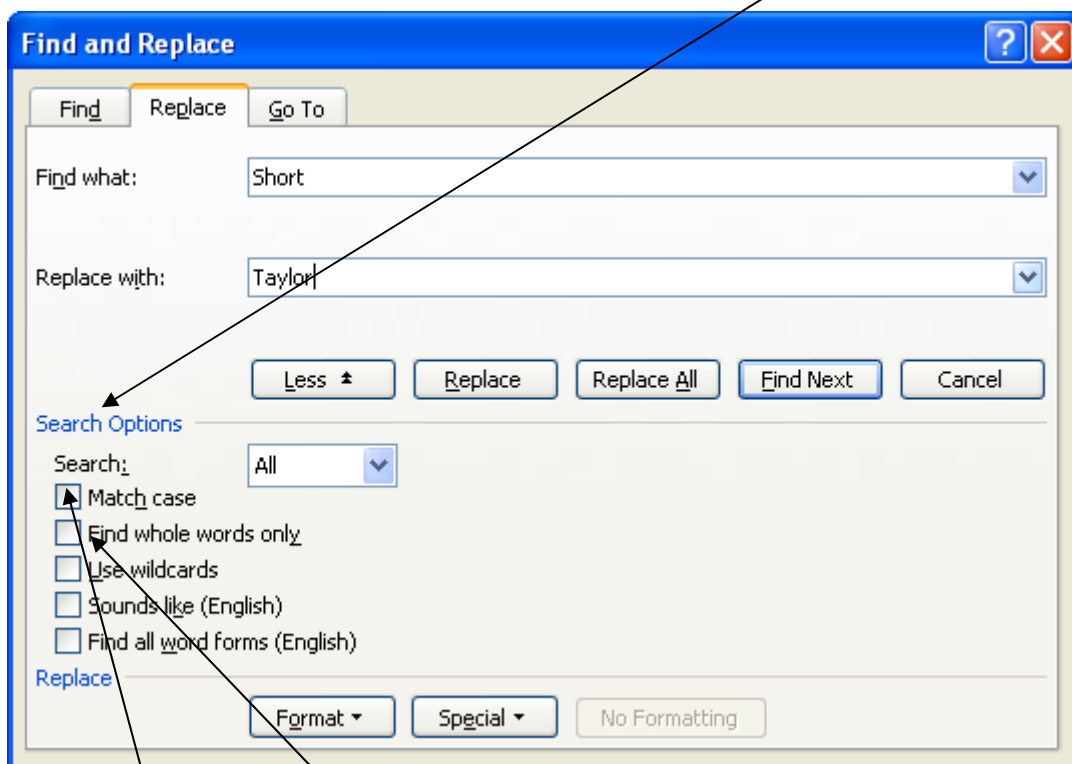 Find and Replace
Find Replace Go To
Find what: Short
Replace with: Taylor
Less Replace Replace All Find Next Cancel
Search Options
Search: All
Match case
Find whole words only
Use wildcards
Sounds like (English)
Find all word forms (English)
Replace
Format Special No Formatting